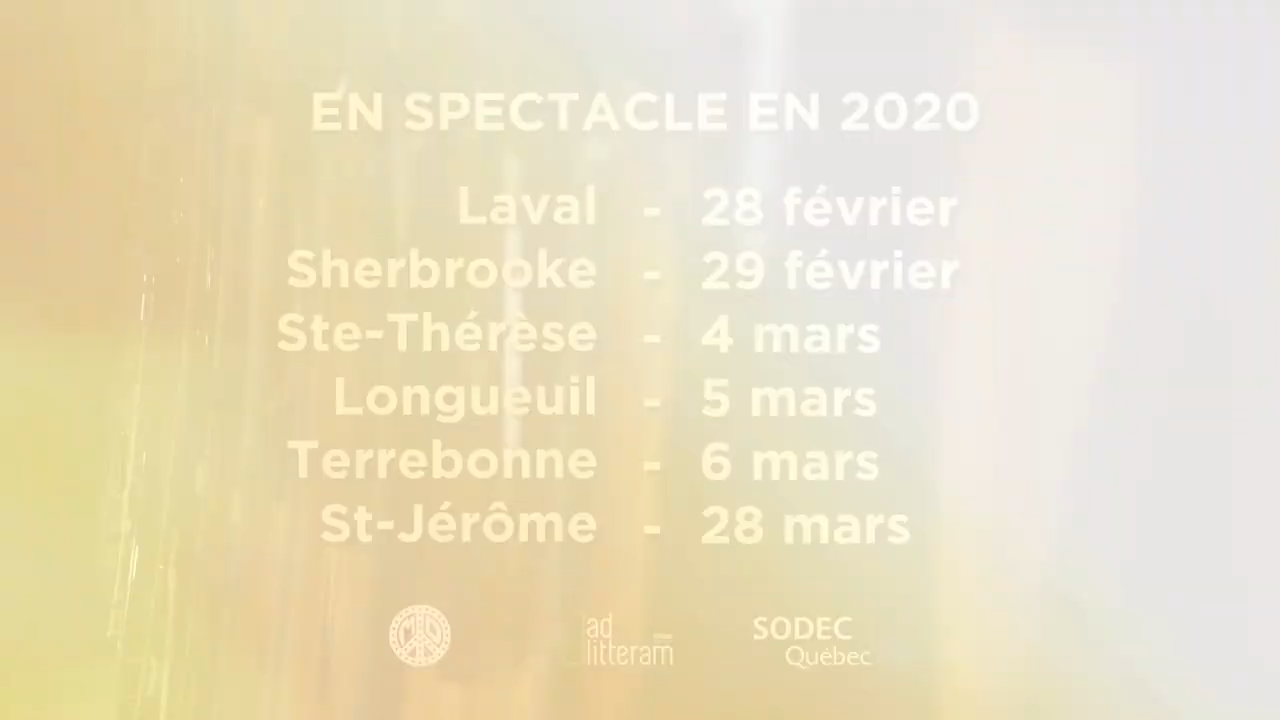 EN SPECTACLE EN 2020
Laval - 28 février
Sherbrooke - 29 février
Ste-Thérèse - 4 mars
Longueuil - 5 mars
Terrebonne - 6 mars
St-Jérôme - 28 mars
ad
litteram
SODEC
Québec